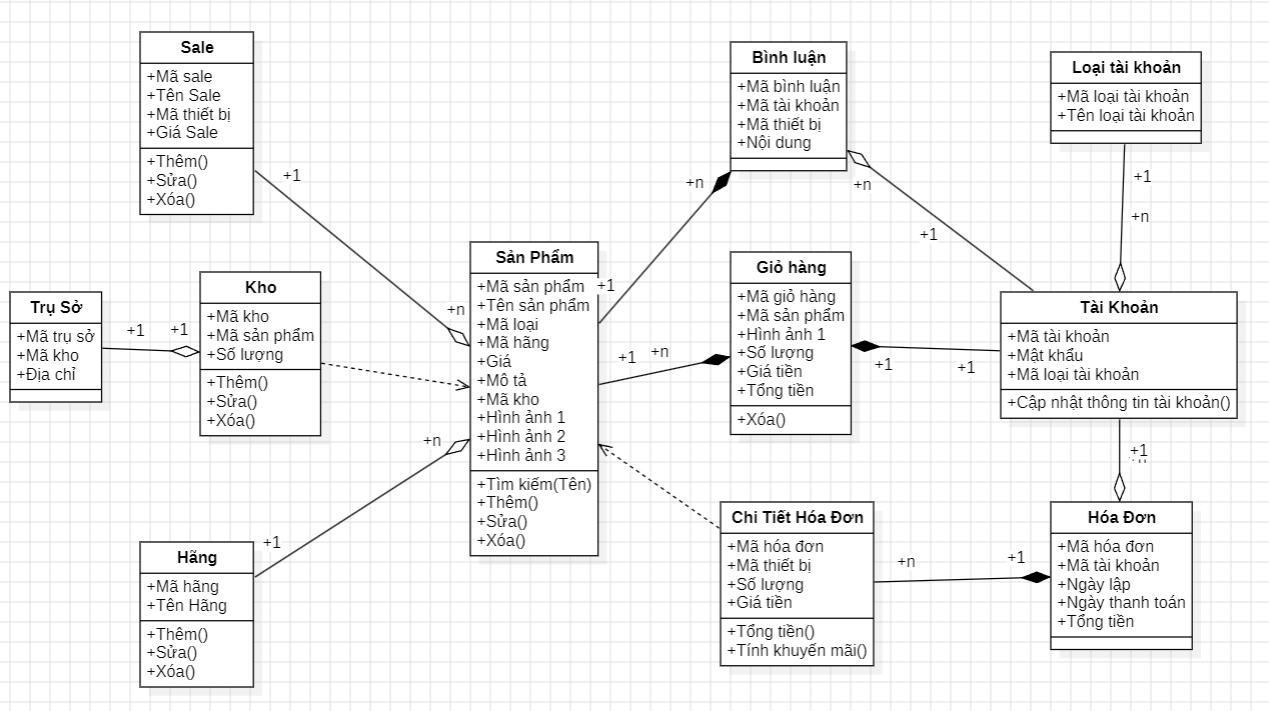 Sale
+Mã sale
+Tên Sale
+Mã thiết bị
+Giá Sale
+Thêm()
+Sửa()
+Xóa()
+1
+n
Trụ Sở
+Mã trụ sở
+Mã kho
+Địa chỉ
+1
+1
Kho
+Mã kho
+Mã sản phẩm
+Số lượng
+Thêm()
+Sửa()
+Xóa()
Hãng
+Mã hãng
+Tên Hãng
+Thêm()
+Sửa()
+Xóa()
+1
+n
Sản Phẩm
+Mã sản phẩm
+Tên sản phẩm
+Mã loại
+Mã hãng
+Giá
+Mô tả
+Mã kho
+Hình ảnh 1
+Hình ảnh 2
+Hình ảnh 3
+Tìm kiếm(Tên)
+Thêm()
+Sửa()
+Xóa()
+1
+n
+1
+n
Bình luận
+Mã bình luận
+Mã tài khoản
+Mã thiết bị
+Nội dung
+n
+1
Giỏ hàng
+Mã giỏ hàng
+Mã sản phẩm
+Hình ảnh 1
+Số lượng
+Giá tiền
+Tổng tiền
+Xóa()
+1
+1
Loại tài khoản
+Mã loại tài khoản
+Tên loại tài khoản
+1
+n
Tài Khoản
+Mã tài khoản
+Mật khẩu
+Mã loại tài khoản
+Cập nhật thông tin tài khoản()
+1
Chi Tiết Hóa Đơn
+Mã hóa đơn
+Mã thiết bị
+Số lượng
+Giá tiền
+Tổng tiền()
+Tính khuyến mãi()
+n
+1
Hóa Đơn
+Mã hóa đơn
+Mã tài khoản
+Ngày lập
+Ngày thanh toán
+Tổng tiền